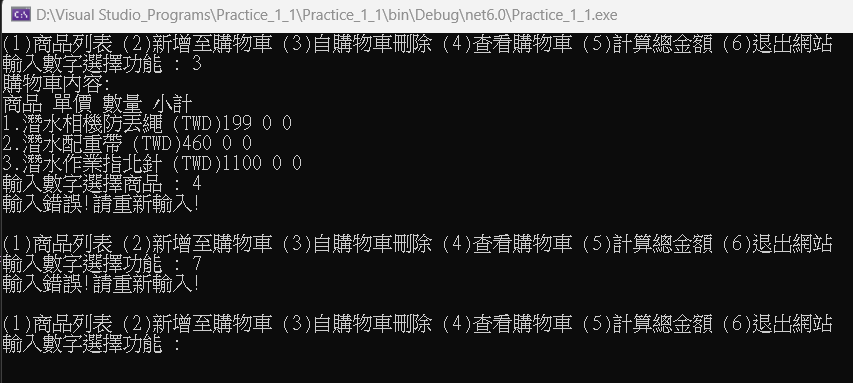 D:\Visual Studio_Programs\Practice_1_1\Practice_1_1\bin\Debug\net6.0\Practice_1_1.exe
(1)商品列表 (2)新增至購物車 (3)自購物車刪除 (4)查看購物車 (5)計算總金額 (6)退出網站
輸入數字選擇功能 : 3
購物車內容:
商品 單價 數量 小計
1.潛水相機防丟繩 (TWD)199 0 0
2.潛水配重帶 (TWD)460 0 0
3.潛水作業指北針 (TWD)1100 0 0
輸入數字選擇商品 : 4
輸入錯誤!請重新輸入!
(1)商品列表 (2)新增至購物車 (3)自購物車刪除 (4)查看購物車 (5)計算總金額 (6)退出網站
輸入數字選擇功能 : 7
輸入錯誤!請重新輸入!
(1)商品列表 (2)新增至購物車 (3)自購物車刪除 (4)查看購物車 (5)計算總金額 (6)退出網站
輸入數字選擇功能 :